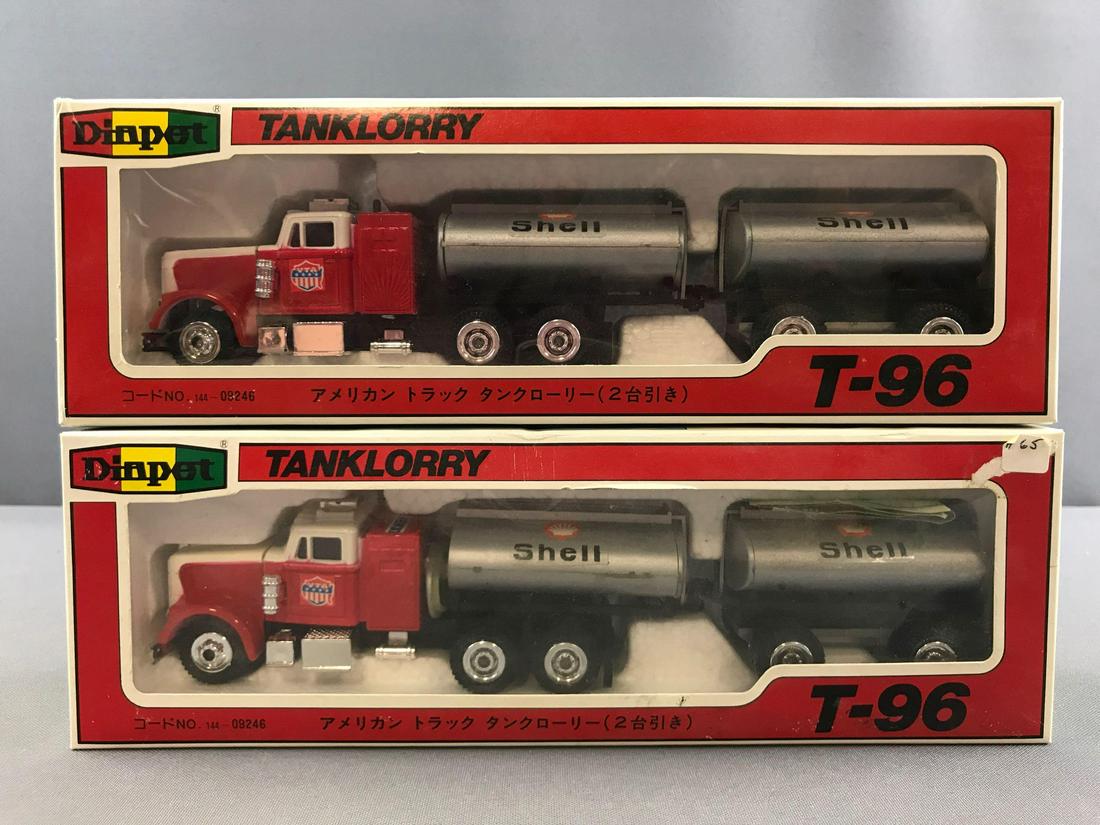 Diapet ®
TANKLORRY
Shell
Shell
T-96
コードNO. 144-09246 アメリカン トラック タンクローリー(2台引き)
Diapet ®
TANKLORRY
65
Shell
Shell
T-96
コードNO. 144-09246 アメリカン トラック タンクローリー(2台引き)